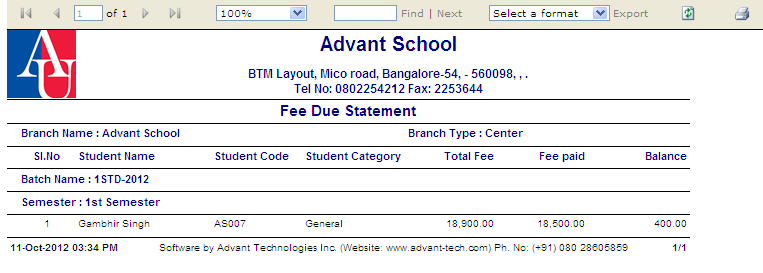 1 of 1 100% Find | Next Select a format Export
AU
Advant School
BTM Layout, Mico road, Bangalore-54, - 560098, , .
Tel No: 0802254212 Fax: 2253644
Fee Due Statement
Branch Name : Advant School Branch Type : Center
Sl.No Student Name Student Code Student Category Total Fee Fee paid Balance
Batch Name : 1STD-2012
Semester : 1st Semester
1 Gambhir Singh AS007 General 18,900.00 18,500.00 400.00
11-Oct-2012 03:34 PM Software by Advant Technologies Inc. (Website: www.advant-tech.com) Ph. No: (+91) 080 28605859 1/1